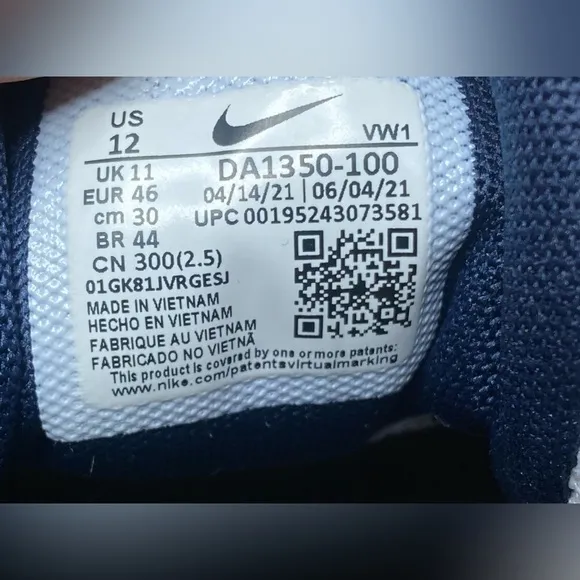 US
12
VW1
UK 11
DA1350-100
EUR 46
04/14/21 | 06/04/21
cm 30
UPC 00195243073581
BR 44
CN 300(2.5)
01GK81JVRGESJ
MADE IN VIETNAM
HECHO EN VIETNAM
FABRIQUE AU VIETNAM
FABRICADO NO VIETNÃ
This product is covered by one or more patents:
www.nike.com/patentsvirtualmarking